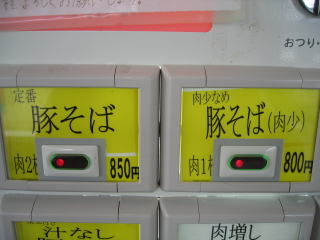 おつり
定番
豚そば
肉2枚
850円
肉少なめ
豚そば(肉少)
肉1枚
800円
汁なし
肉増し